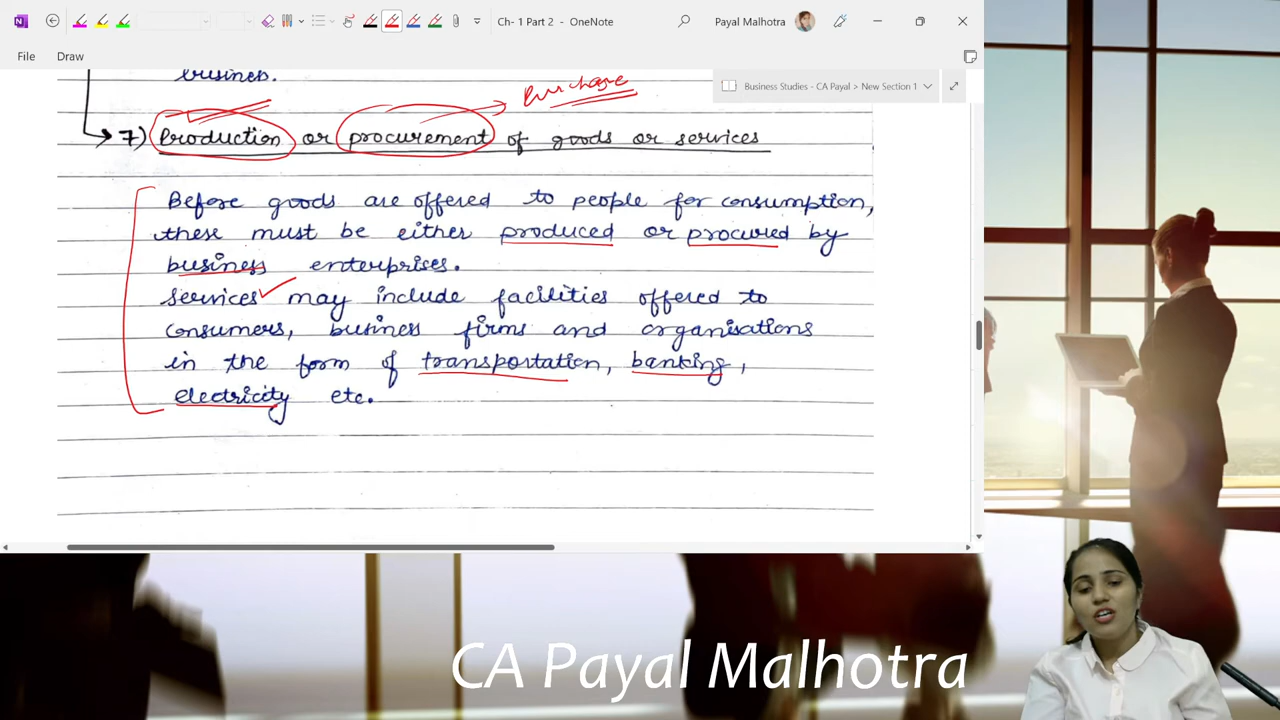 Ch- 1 Part 2 - OneNote
Payal Malhotra
File Draw
Business Studies - CA Payal > New Section 1
busines.
Purchase
7) Production or procurement of goods or services
Before goods are offered to people for consumption,
these must be either produced or procured by
business enterprises.
Services may include facilities offered to
consumers, business firms and organisations
in the form of transportation, banking,
electricity etc.
CA Payal Malhotra